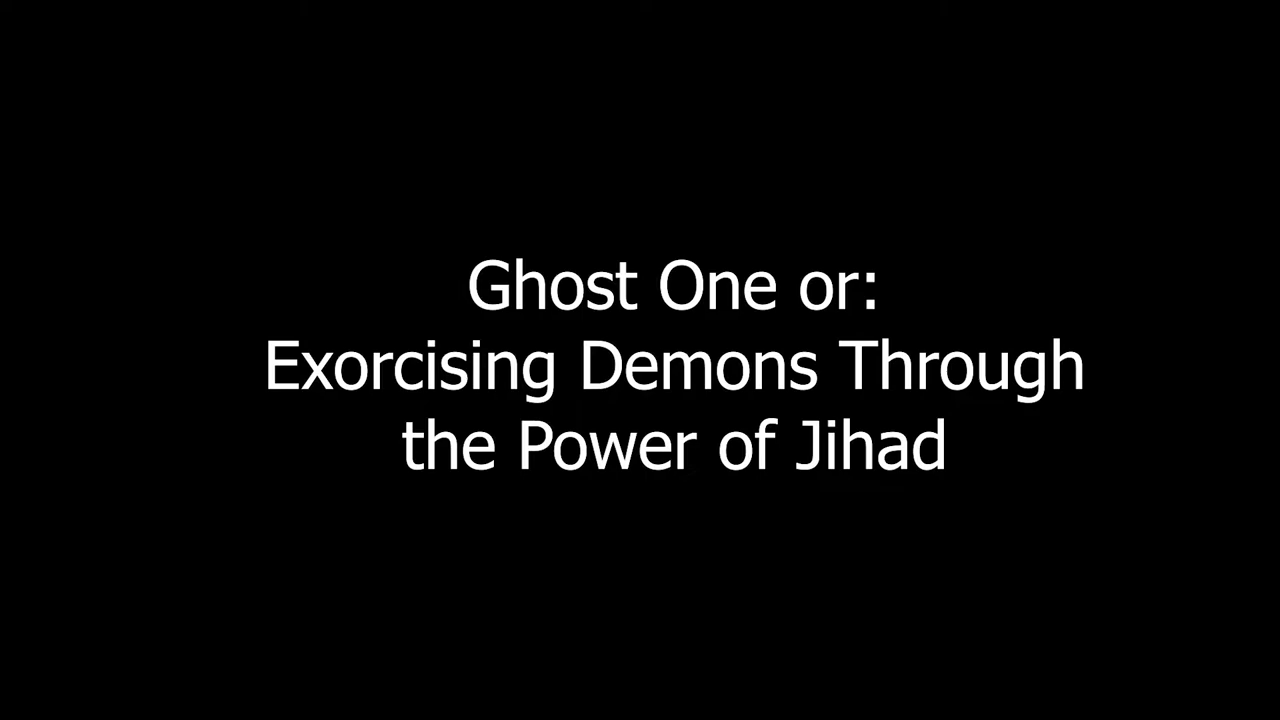 Ghost One or:
Exorcising Demons Through
the Power of Jihad